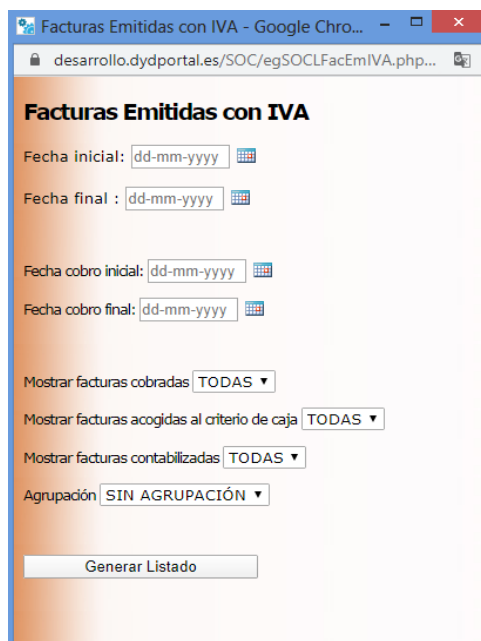 Facturas Emitidas con IVA - Google Chro...
desarrollo.dydportal.es/SOC/egSOCLFacEmIVA.php...
Facturas Emitidas con IVA
Fecha inicial: dd-mm-yyyy
Fecha final : dd-mm-yyyy
Fecha cobro inicial: dd-mm-yyyy
Fecha cobro final: dd-mm-yyyy
Mostrar facturas cobradas TODAS
Mostrar facturas acogidas al criterio de caja TODAS
Mostrar facturas contabilizadas TODAS
Agrupación SIN AGRUPACIÓN
Generar Listado